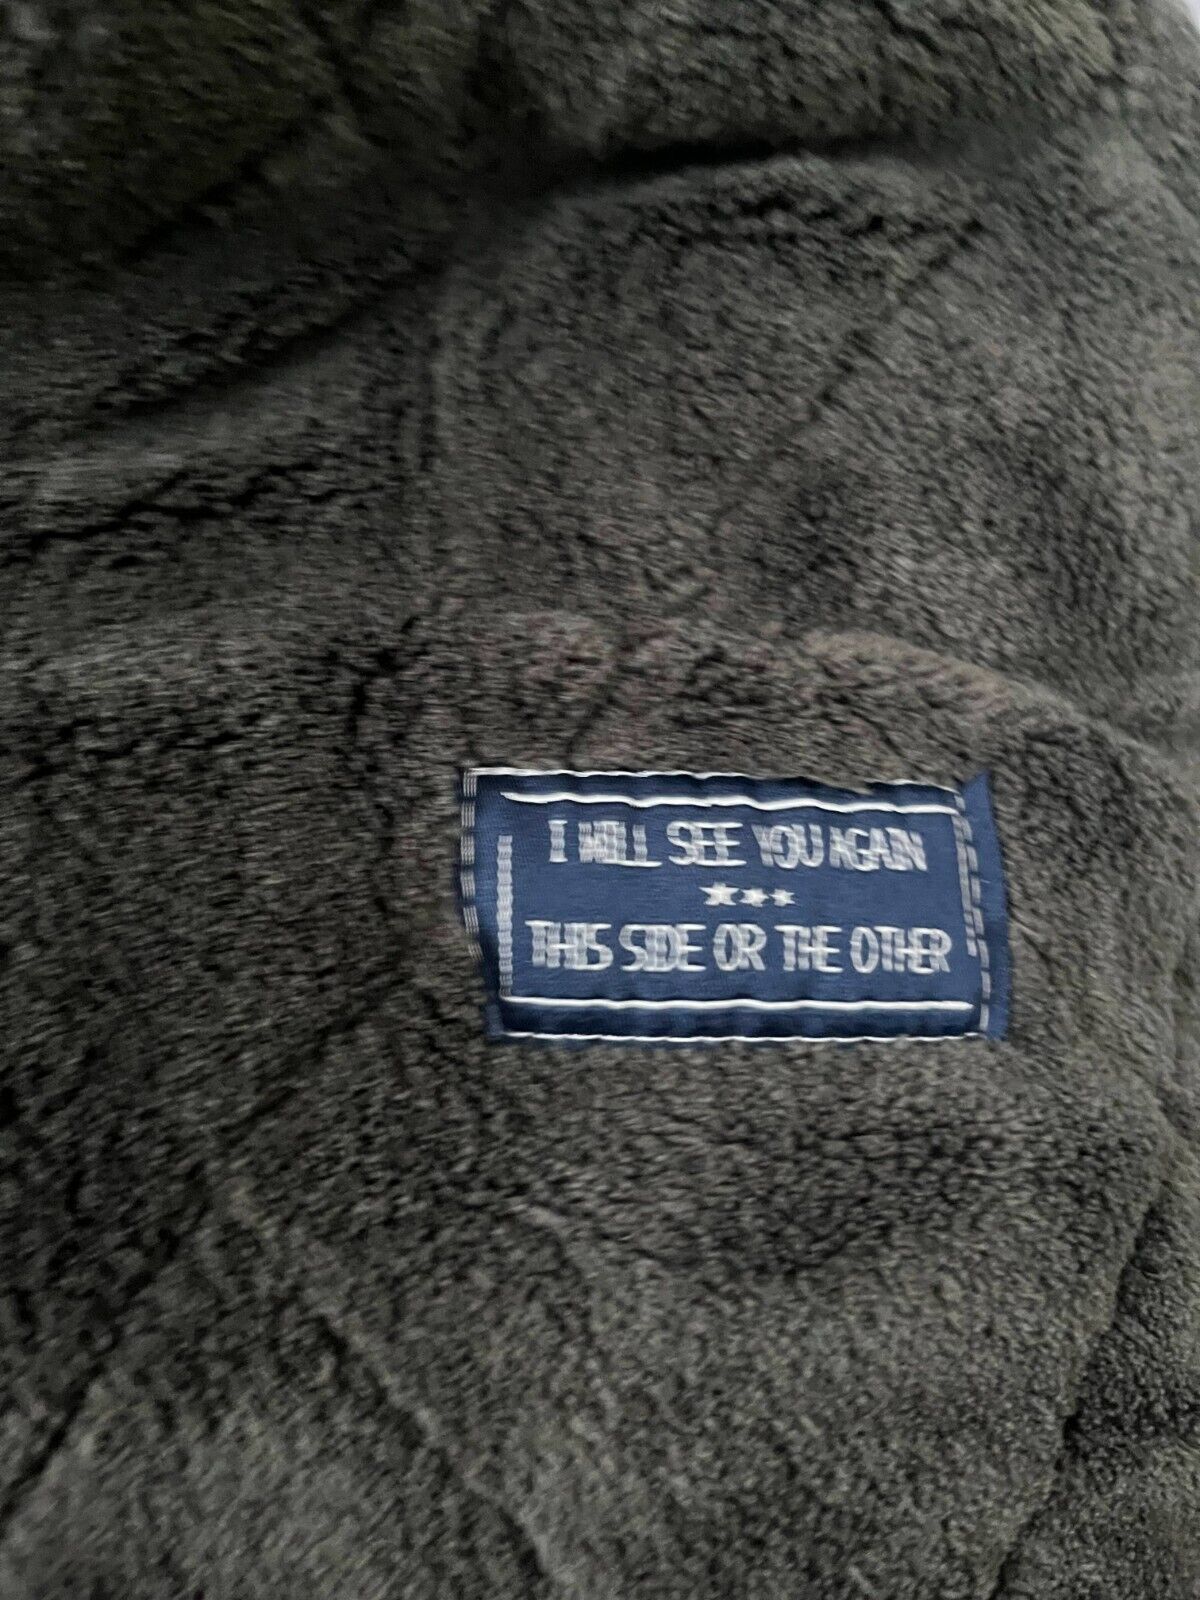 I WILL SEE YOU AGAIN
THIS SIDE OR THE OTHER